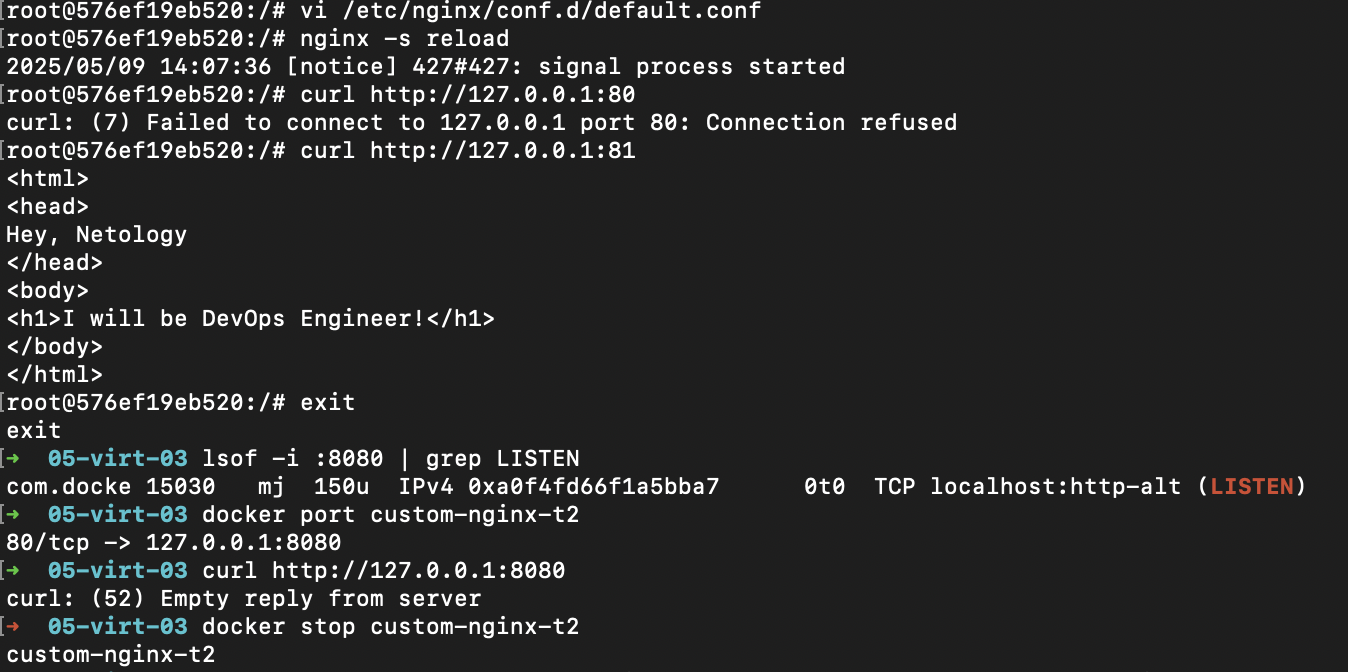 [root@576ef19eb520:/# vi /etc/nginx/conf.d/default.conf
[root@576ef19eb520:/# nginx -s reload
2025/05/09 14:07:36 [notice] 427#427: signal process started
[root@576ef19eb520:/# curl http://127.0.0.1:80
curl: (7) Failed to connect to 127.0.0.1 port 80: Connection refused
[root@576ef19eb520:/# curl http://127.0.0.1:81
<html>
<head>
Hey, Netology
</head>
<body>
<h1>I will be DevOps Engineer!</h1>
</body>
</html>
[root@576ef19eb520:/# exit
exit
[➜  05-virt-03 lsof -i :8080 | grep LISTEN
com.docke 15030   mj  150u  IPv4 0xa0f4fd66f1a5bba7      0t0  TCP localhost:http-alt (LISTEN)
[➜  05-virt-03 docker port custom-nginx-t2
80/tcp -> 127.0.0.1:8080
[➜  05-virt-03 curl http://127.0.0.1:8080
curl: (52) Empty reply from server
[➜  05-virt-03 docker stop custom-nginx-t2
custom-nginx-t2